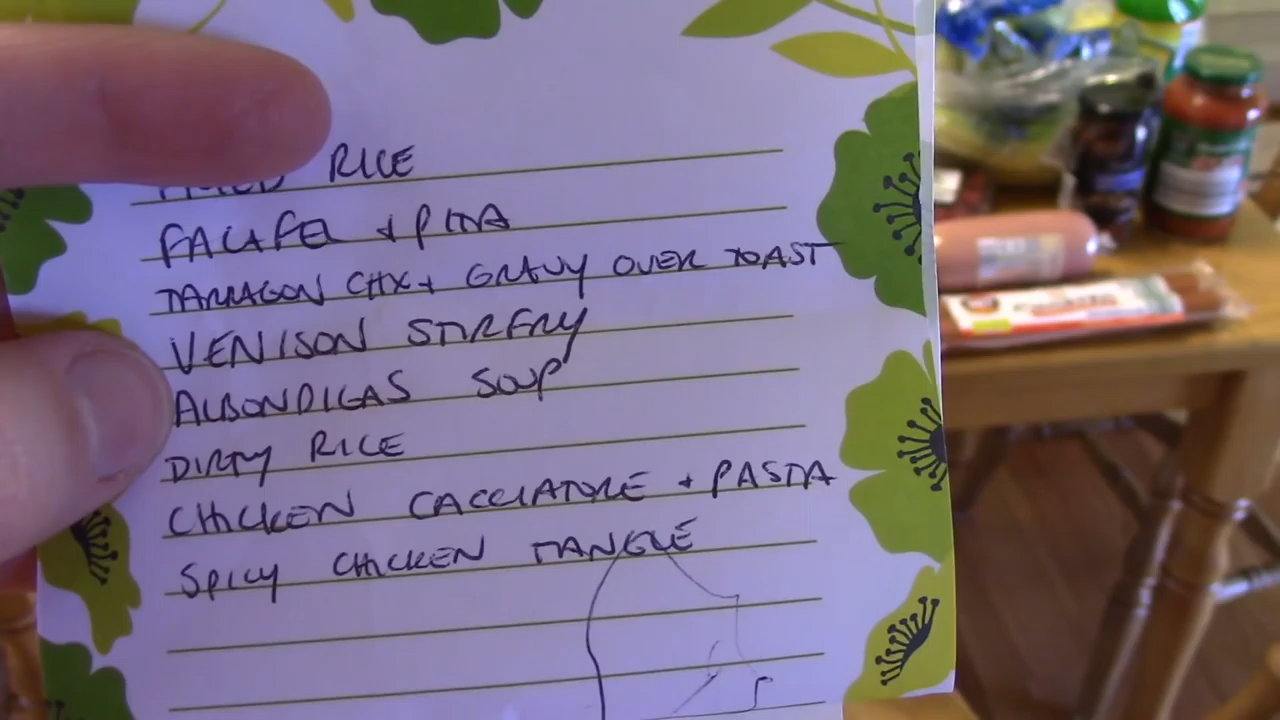 RICE
FALAFEL + PITA
TARRAGON CHX + GRAVY OVER TOAST
VENISON STIRFRY
ALBONDIGAS SOUP
DIRTY RICE
CHICKEN CACCIATORE + PASTA
SPICY CHICKEN TANGLE